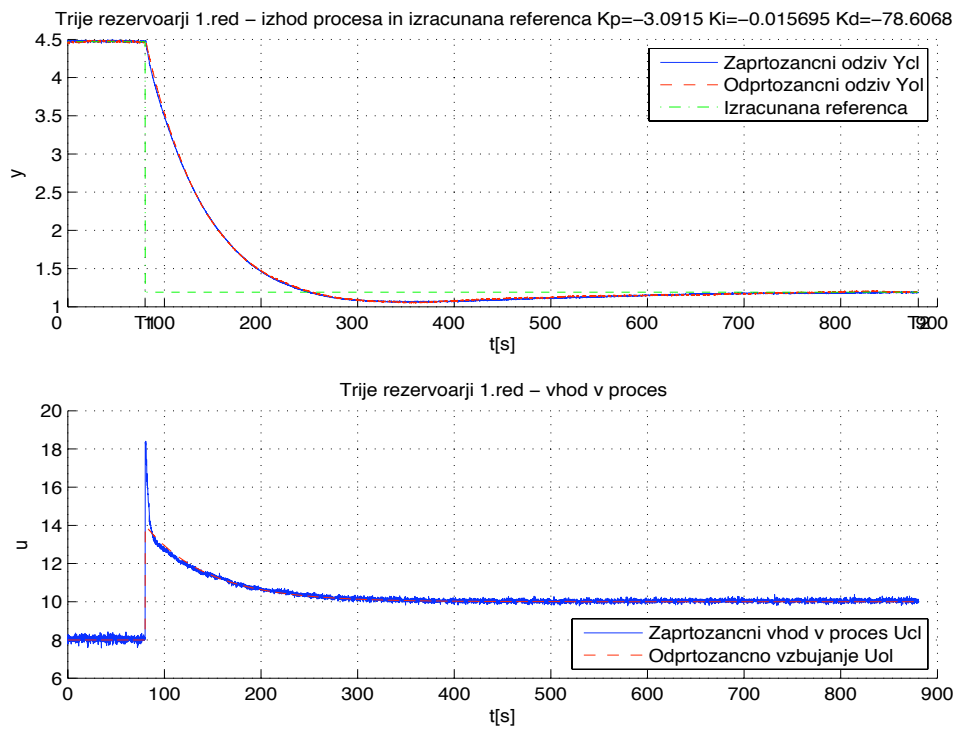 Trije rezervoarji 1.red – izhod procesa in izracunana referenca Kp=–3.0915 Ki=–0.015695 Kd=–78.6068
4.5
4
3.5
3
2.5
2
1.5
1
y
Zaprtozancni odziv Ycl
Odprtozancni odziv Yol
Izracunana referenca
0 T1 100 200 300 400 500 600 700 800 T2 900
t[s]
Trije rezervoarji 1.red – vhod v proces
20
18
16
14
12
10
8
6
u
Zaprtozancni vhod v proces Ucl
Odprtozancno vzbujanje Uol
0 100 200 300 400 500 600 700 800 900
t[s]